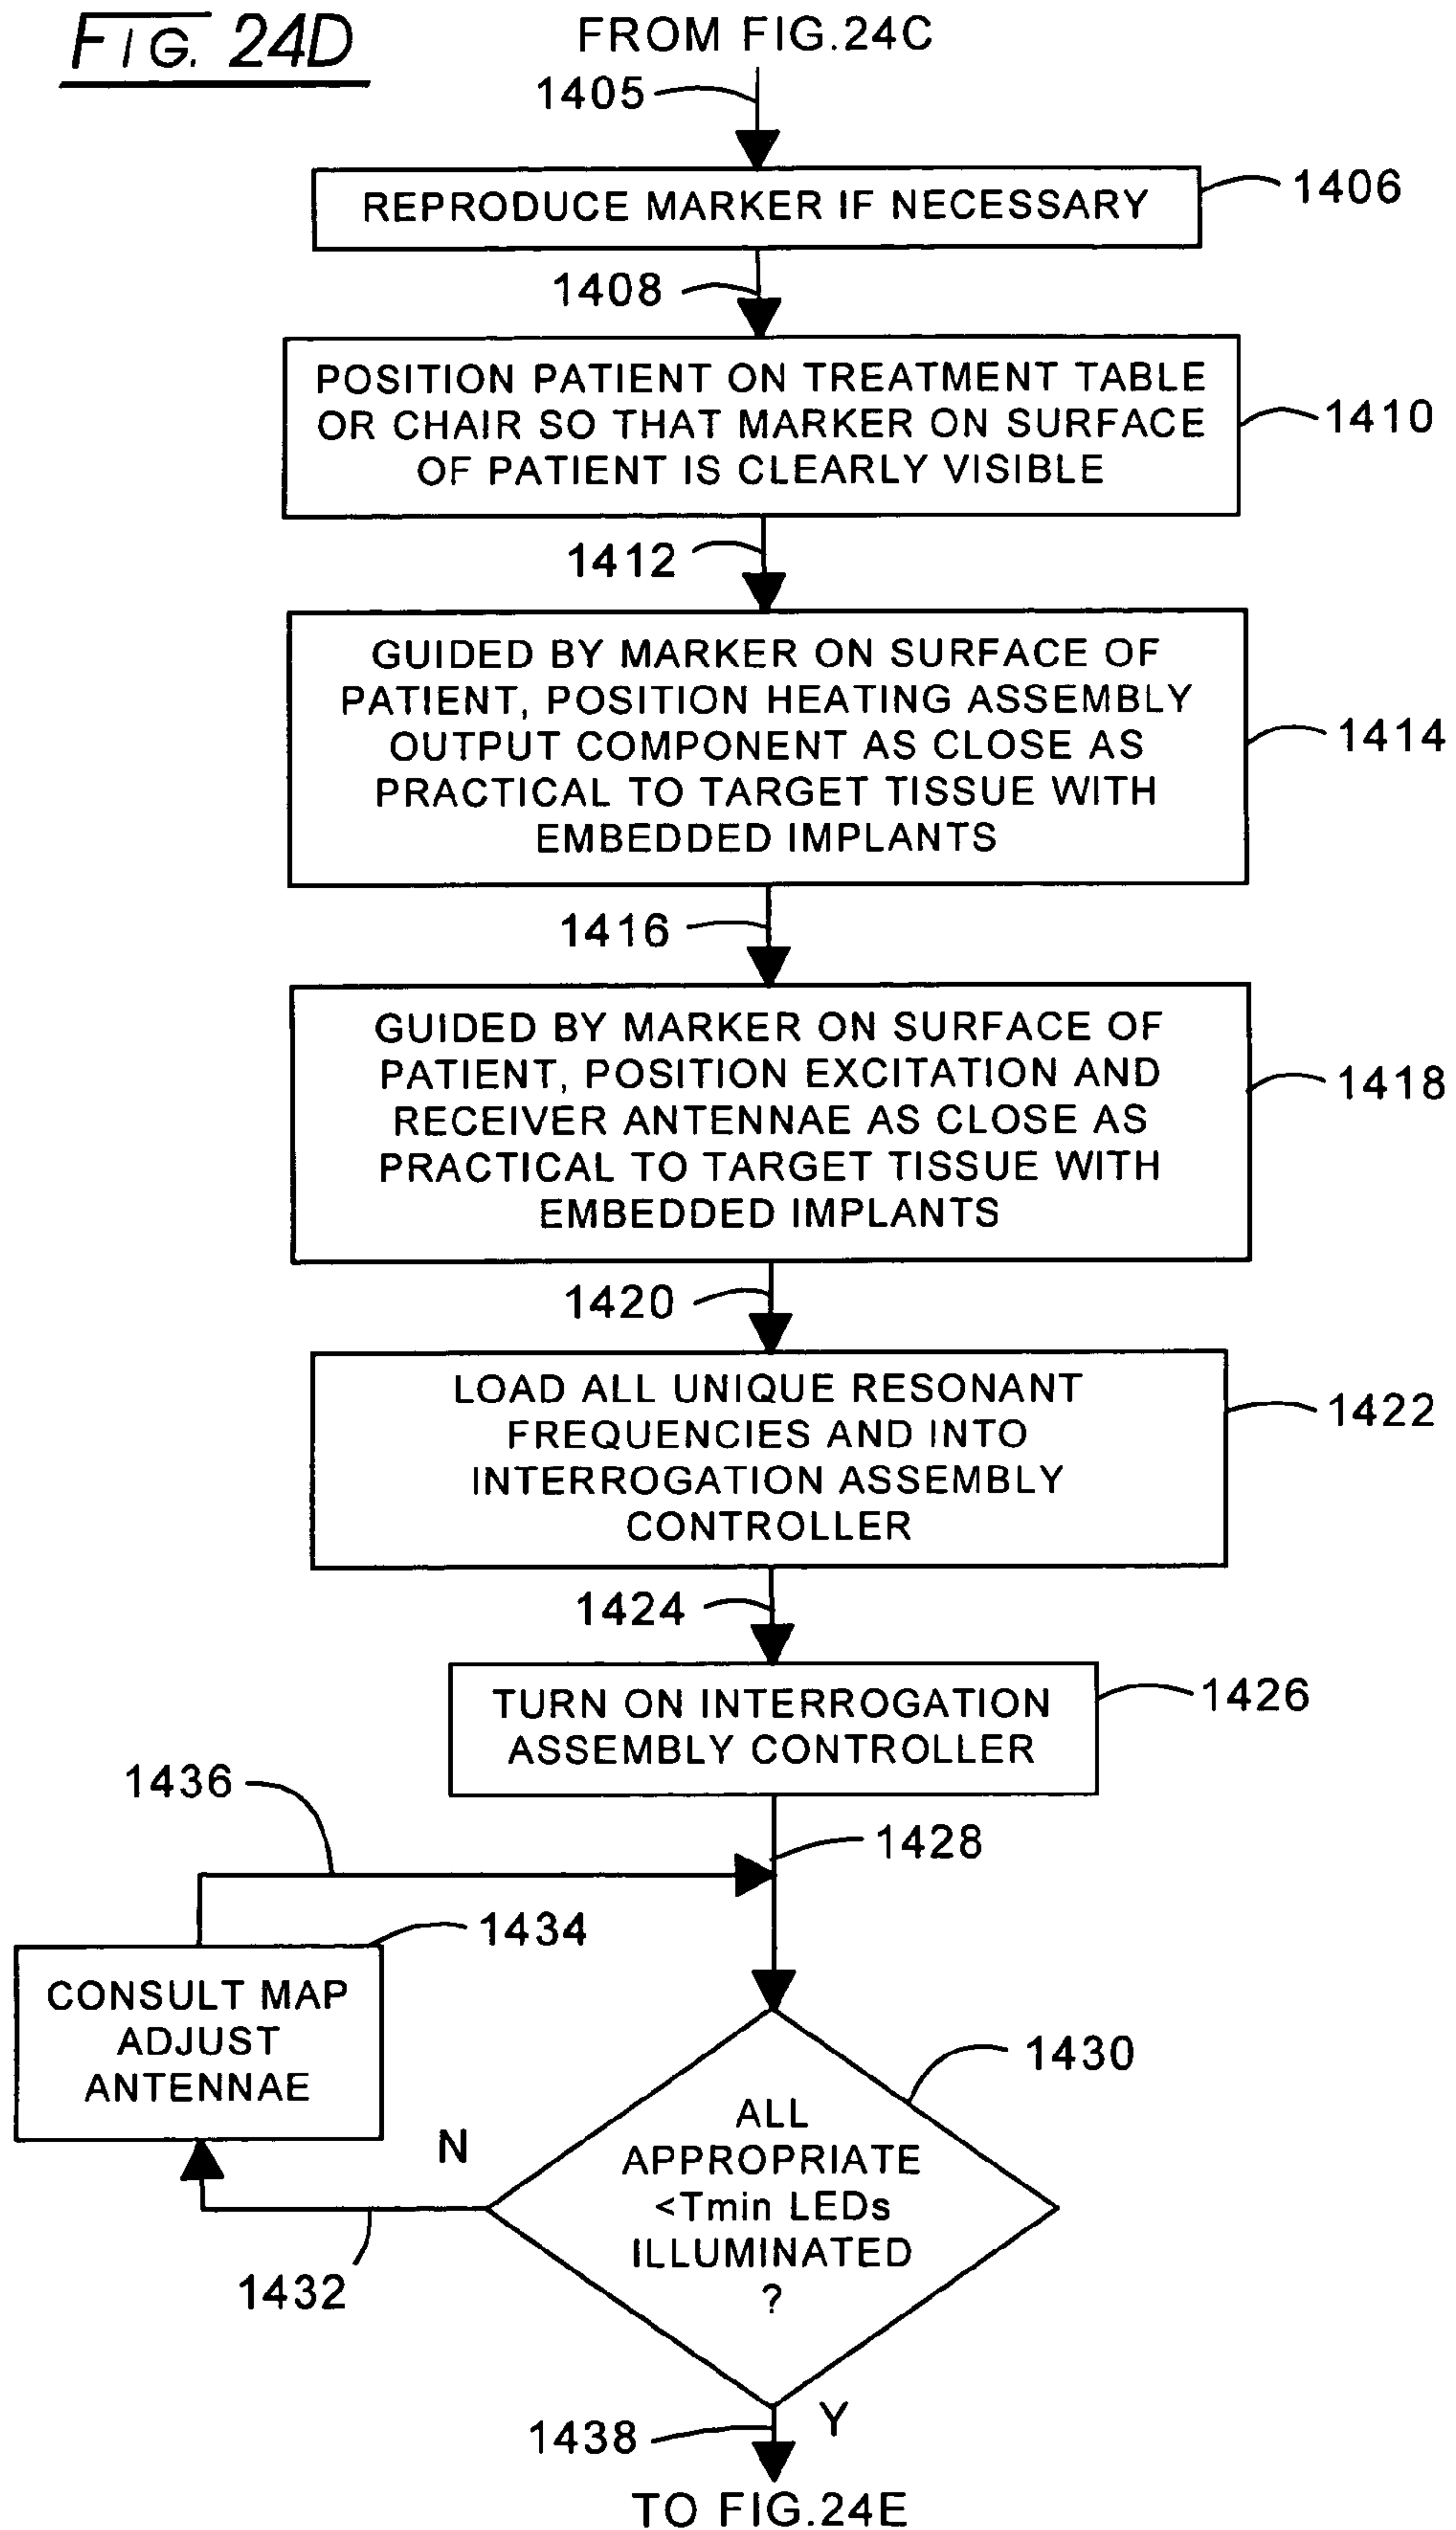 FIG. 24D
FROM FIG.24C
1405
REPRODUCE MARKER IF NECESSARY
1406
1408
POSITION PATIENT ON TREATMENT TABLE
OR CHAIR SO THAT MARKER ON SURFACE
OF PATIENT IS CLEARLY VISIBLE
1410
1412
GUIDED BY MARKER ON SURFACE OF
PATIENT, POSITION HEATING ASSEMBLY
OUTPUT COMPONENT AS CLOSE AS
PRACTICAL TO TARGET TISSUE WITH
EMBEDDED IMPLANTS
1414
1416
GUIDED BY MARKER ON SURFACE OF
PATIENT, POSITION EXCITATION AND
RECEIVER ANTENNAE AS CLOSE AS
PRACTICAL TO TARGET TISSUE WITH
EMBEDDED IMPLANTS
1418
1420
LOAD ALL UNIQUE RESONANT
FREQUENCIES AND INTO
INTERROGATION ASSEMBLY
CONTROLLER
1422
1424
TURN ON INTERROGATION
ASSEMBLY CONTROLLER
1426
1436
1428
1434
CONSULT MAP
ADJUST
ANTENNAE
1430
ALL
APPROPRIATE
<Tmin LEDs
ILLUMINATED
?
N
1432
Y
1438
TO FIG.24E